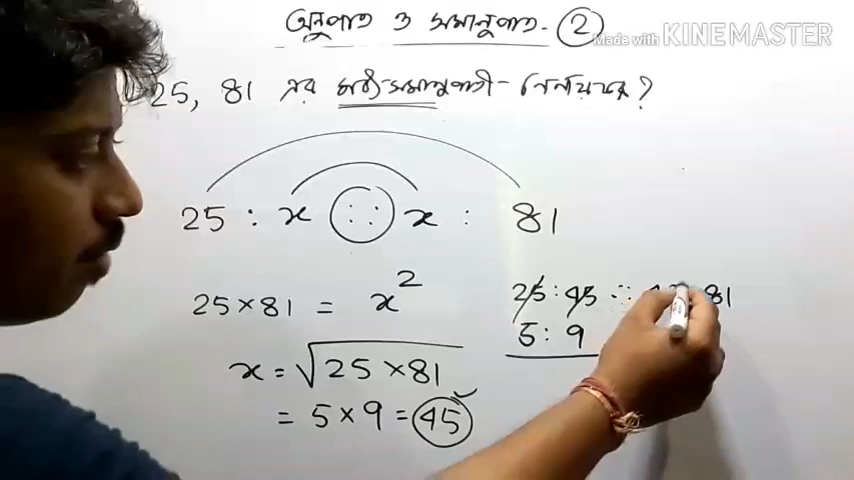 অনুপাত ও সমানুপাত - 2
Made with KINEMASTER
25, 81 এর মধ্য-সমানুপাতী - নির্ণয় কর?
25 : x :: x : 81
25 × 81 = x²
x = √25 × 81
= 5 × 9 = 45
25 : 45 :: 81
5 : 9